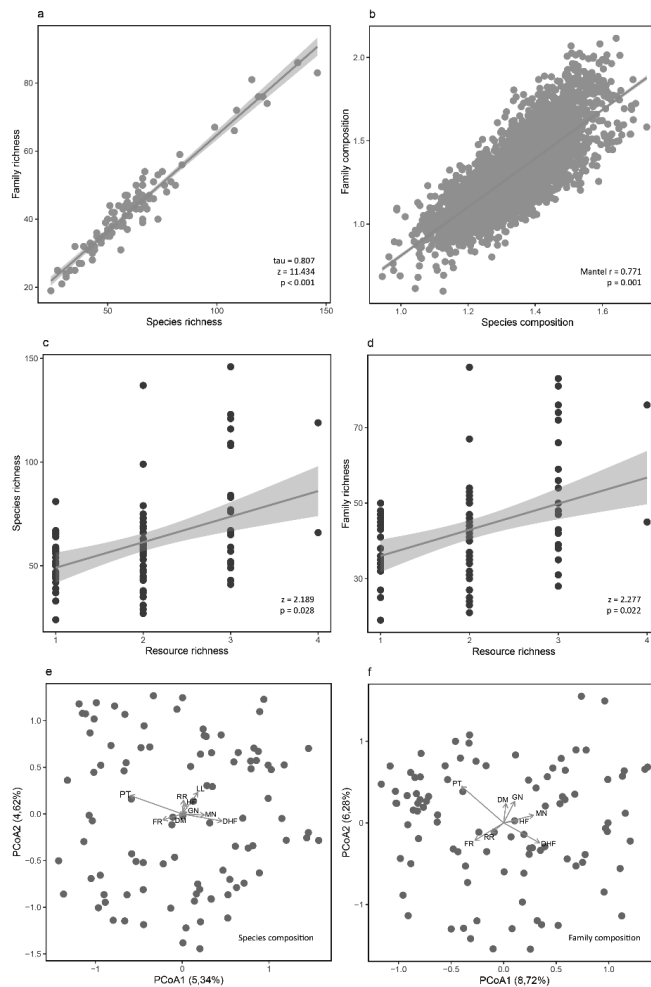 a
b
80
60
40
20
Family richness
tau = 0.807
z = 11.434
p < 0.001
50
100
150
Species richness
2.0
1.5
1.0
Family composition
Mantel r = 0.771
p = 0.001
1.0
1.2
1.4
1.6
Species composition
c
d
150
100
50
Species richness
z = 2.189
p = 0.028
1
2
3
4
Resource richness
70
50
30
Family richness
z = 2.277
p = 0.022
1
2
3
4
Resource richness
e
f
1.0
0.5
0.0
−0.5
−1.0
−1.5
PCoA2 (4,62%)
PT
RR
LL
GN
MN
FR
DM
DHF
Species composition
−1
0
1
PCoA1 (5,34%)
1
0
−1
PCoA2 (6,28%)
PT
DM
GN
MN
HF
FR
RR
DHF
Family composition
−1.0
−0.5
0.0
0.5
1.0
PCoA1 (8,72%)